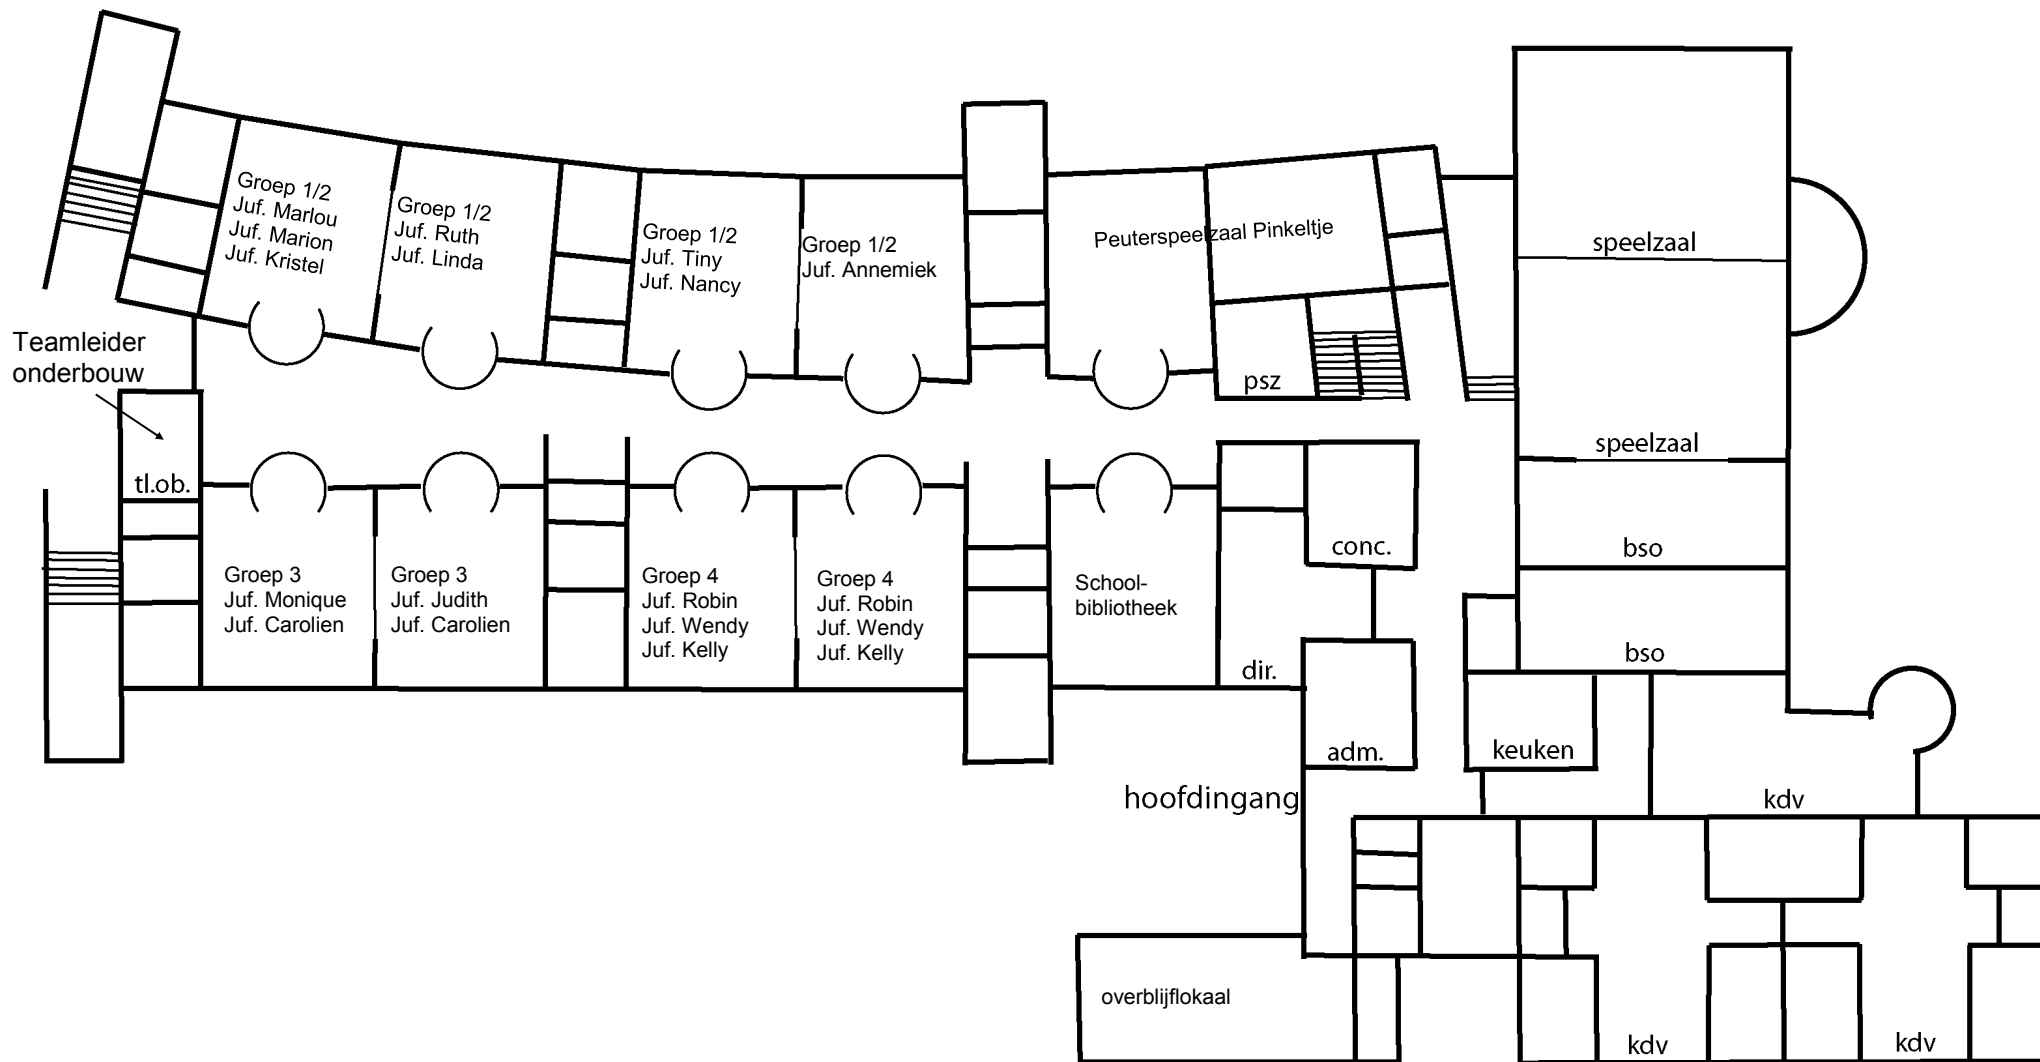 Groep 1/2
Juf. Marlou
Juf. Marion
Juf. Kristel
Groep 1/2
Juf. Ruth
Juf. Linda
Groep 1/2
Juf. Tiny
Juf. Nancy
Groep 1/2
Juf. Annemiek
Peuterspeelzaal Pinkeltje
speelzaal
Teamleider
onderbouw
psz
speelzaal
tl.ob.
conc.
bso
Groep 3
Juf. Monique
Juf. Carolien
Groep 3
Juf. Judith
Juf. Carolien
Groep 4
Juf. Robin
Juf. Wendy
Juf. Kelly
Groep 4
Juf. Robin
Juf. Wendy
Juf. Kelly
School-
bibliotheek
dir.
bso
adm.
keuken
hoofdingang
kdv
overblijflokaal
kdv
kdv